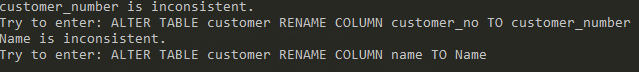 customer_number is inconsistent.
Try to enter: ALTER TABLE customer RENAME COLUMN customer_no TO customer_number
Name is inconsistent.
Try to enter: ALTER TABLE customer RENAME COLUMN name TO Name